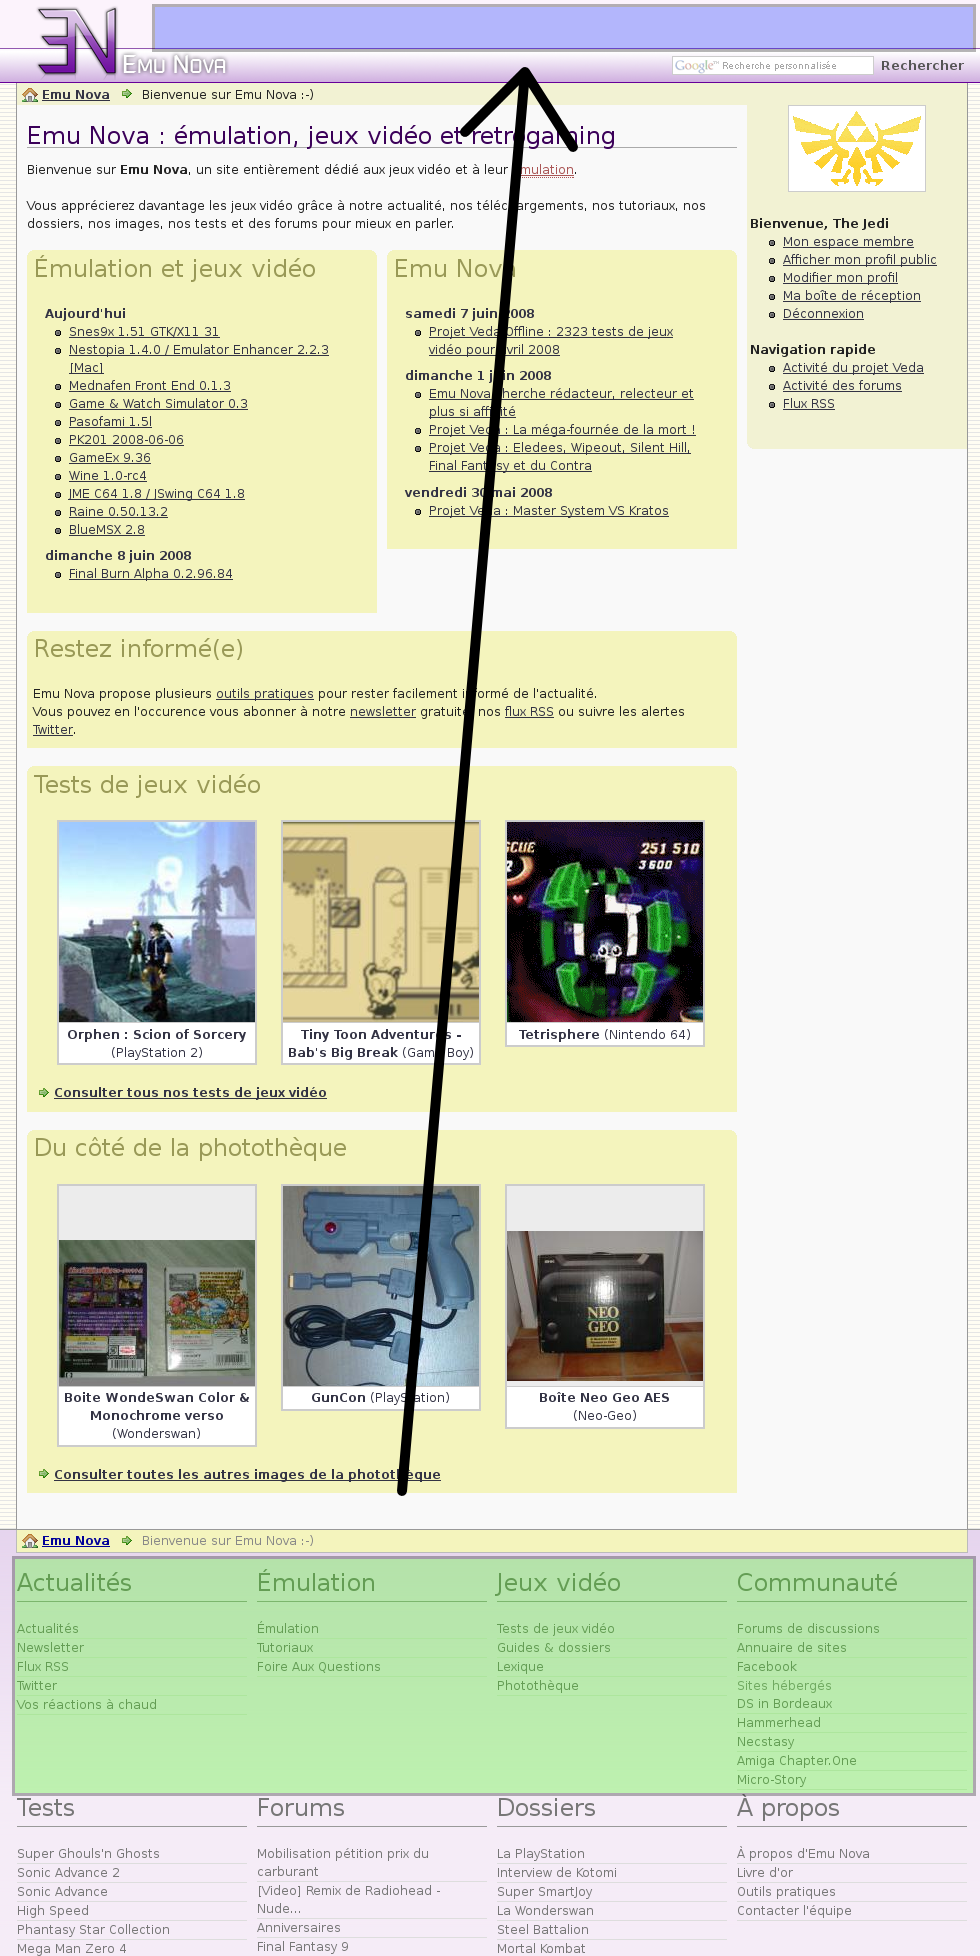 EN Emu Nova
Google™ Recherche personnalisée Rechercher
Emu Nova Bienvenue sur Emu Nova :-)
Emu Nova : émulation, jeux vidéo et retrogaming
Bienvenue sur Emu Nova, un site entièrement dédié aux jeux vidéo et à leur émulation.
Vous apprécierez davantage les jeux vidéo grâce à notre actualité, nos téléchargements, nos tutoriaux, nos
dossiers, nos images, nos tests et des forums pour mieux en parler.
Émulation et jeux vidéo
Aujourd'hui
Snes9x 1.51 GTK/X11 31
Nestopia 1.4.0 / Emulator Enhancer 2.2.3
[Mac]
Mednafen Front End 0.1.3
Game & Watch Simulator 0.3
Pasofami 1.5l
PK201 2008-06-06
GameEx 9.36
Wine 1.0-rc4
JME C64 1.8 / JSwing C64 1.8
Raine 0.50.13.2
BlueMSX 2.8
dimanche 8 juin 2008
Final Burn Alpha 0.2.96.84
Emu Nova
samedi 7 juin 2008
Projet Veda Offline : 2323 tests de jeux
vidéo pour avril 2008
dimanche 1 juin 2008
Emu Nova cherche rédacteur, relecteur et
plus si affinité
Projet Veda : La méga-fournée de la mort !
Projet Veda : Eledees, Wipeout, Silent Hill,
Final Fantasy et du Contra
vendredi 30 mai 2008
Projet Veda : Master System VS Kratos
Bienvenue, The Jedi
Mon espace membre
Afficher mon profil public
Modifier mon profil
Ma boîte de réception
Déconnexion
Navigation rapide
Activité du projet Veda
Activité des forums
Flux RSS
Restez informé(e)
Emu Nova propose plusieurs outils pratiques pour rester facilement informé de l'actualité.
Vous pouvez en l'occurence vous abonner à notre newsletter gratuite, nos flux RSS ou suivre les alertes
Twitter.
Tests de jeux vidéo
251 510
3600
Orphen : Scion of Sorcery
(PlayStation 2)
Tiny Toon Adventures -
Bab's Big Break (Game Boy)
Tetrisphere (Nintendo 64)
Consulter tous nos tests de jeux vidéo
Du côté de la photothèque
NEO
GEO
Boite WondeSwan Color &
Monochrome verso
(Wonderswan)
GunCon (PlayStation)
Boîte Neo Geo AES
(Neo-Geo)
Consulter toutes les autres images de la photothèque
Emu Nova Bienvenue sur Emu Nova :-)
Actualités
Actualités
Newsletter
Flux RSS
Twitter
Vos réactions à chaud
Émulation
Émulation
Tutoriaux
Foire Aux Questions
Jeux vidéo
Tests de jeux vidéo
Guides & dossiers
Lexique
Photothèque
Communauté
Forums de discussions
Annuaire de sites
Facebook
Sites hébergés
DS in Bordeaux
Hammerhead
Necstasy
Amiga Chapter.One
Micro-Story
Tests
Super Ghouls'n Ghosts
Sonic Advance 2
Sonic Advance
High Speed
Phantasy Star Collection
Mega Man Zero 4
Forums
Mobilisation pétition prix du
carburant
[Video] Remix de Radiohead -
Nude...
Anniversaires
Final Fantasy 9
Dossiers
La PlayStation
Interview de Kotomi
Super SmartJoy
La Wonderswan
Steel Battalion
Mortal Kombat
À propos
À propos d'Emu Nova
Livre d'or
Outils pratiques
Contacter l'équipe